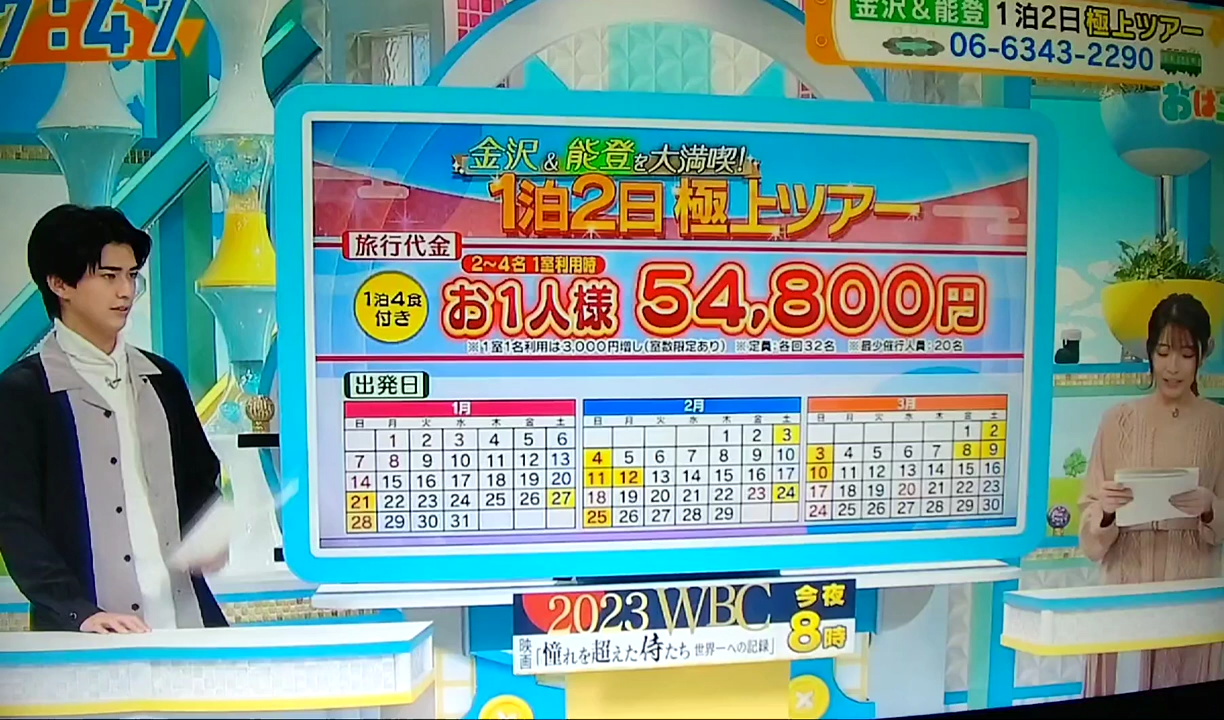 7:47
金沢&能登 1泊2日 極上ツアー
06-6343-2290
おは
金沢&能登を大満喫!
1泊2日 極上ツアー
旅行代金
2〜4名 1室利用時
1泊4食
付き
お1人様 54,800円
※1室1名利用は3,000円増し(室数限定あり) ※定員:各回32名 ※最少催行人員:20名
出発日
1月
日 月 火 水 木 金 土
1 2 3 4 5 6
7 8 9 10 11 12 13
14 15 16 17 18 19 20
21 22 23 24 25 26 27
28 29 30 31
2月
日 月 火 水 木 金 土
1 2 3
4 5 6 7 8 9 10
11 12 13 14 15 16 17
18 19 20 21 22 23 24
25 26 27 28 29
3月
日 月 火 水 木 金 土
1 2
3 4 5 6 7 8 9
10 11 12 13 14 15 16
17 18 19 20 21 22 23
24 25 26 27 28 29 30
2023 WBC 今夜
8時
映画「憧れを超えた侍たち 世界一への記録」